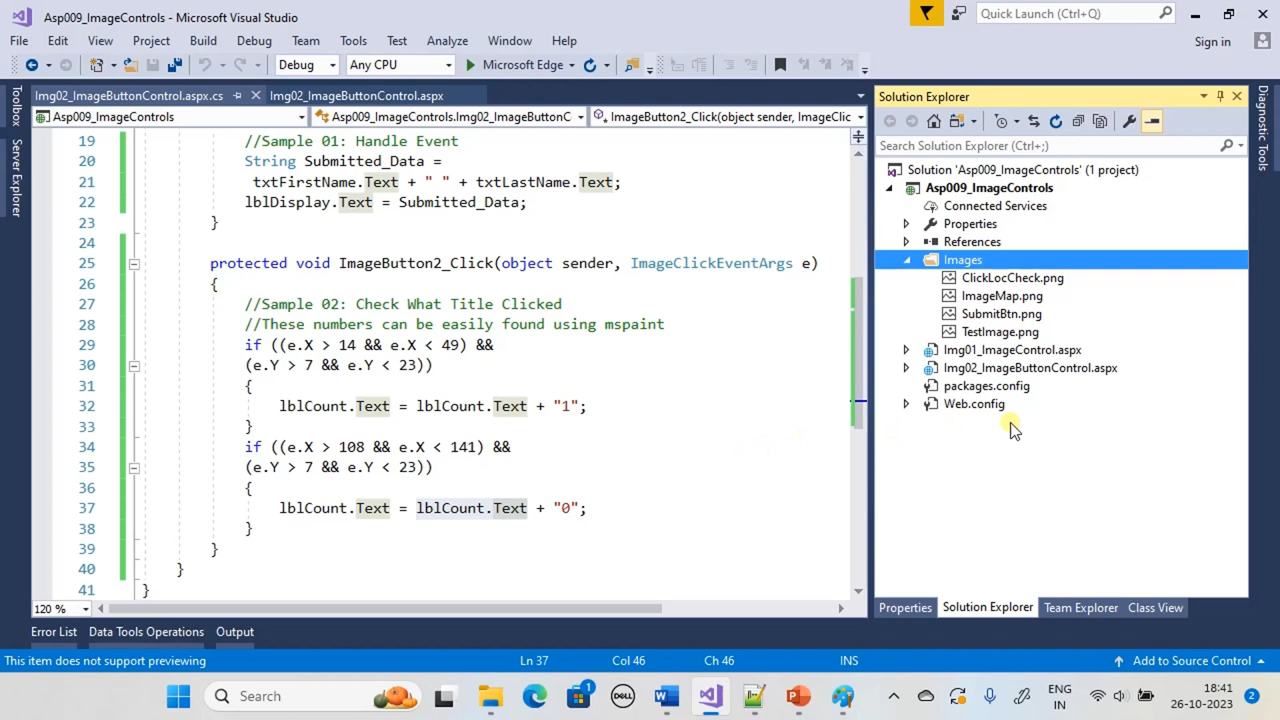 Asp009_ImageControls - Microsoft Visual Studio
Quick Launch (Ctrl+Q)
File Edit View Project Build Debug Team Tools Test Analyze Window Help
Sign in
Debug Any CPU Microsoft Edge
Img02_ImageButtonControl.aspx.cs Img02_ImageButtonControl.aspx
Asp009_ImageControls Asp009_ImageControls.Img02_ImageButtonC ImageButton2_Click(object sender, ImageClic
Toolbox
Server Explorer
19 //Sample 01: Handle Event
20 String Submitted_Data =
21 txtFirstName.Text + " " + txtLastName.Text;
22 lblDisplay.Text = Submitted_Data;
23 }
24
25 protected void ImageButton2_Click(object sender, ImageClickEventArgs e)
26 {
27 //Sample 02: Check What Title Clicked
28 //These numbers can be easily found using mspaint
29 if ((e.X > 14 && e.X < 49) &&
30 (e.Y > 7 && e.Y < 23))
31 {
32 lblCount.Text = lblCount.Text + "1";
33 }
34 if ((e.X > 108 && e.X < 141) &&
35 (e.Y > 7 && e.Y < 23))
36 {
37 lblCount.Text = lblCount.Text + "0";
38 }
39 }
40 }
41 }
120 %
Solution Explorer
Search Solution Explorer (Ctrl+;)
Solution 'Asp009_ImageControls' (1 project)
Asp009_ImageControls
Connected Services
Properties
References
Images
ClickLocCheck.png
ImageMap.png
SubmitBtn.png
TestImage.png
Img01_ImageControl.aspx
Img02_ImageButtonControl.aspx
packages.config
Web.config
Properties Solution Explorer Team Explorer Class View
Diagnostic Tools
Error List Data Tools Operations Output
This item does not support previewing Ln 37 Col 46 Ch 46 INS Add to Source Control
Search
DELL
1
ENG
IN
18:41
26-10-2023
2